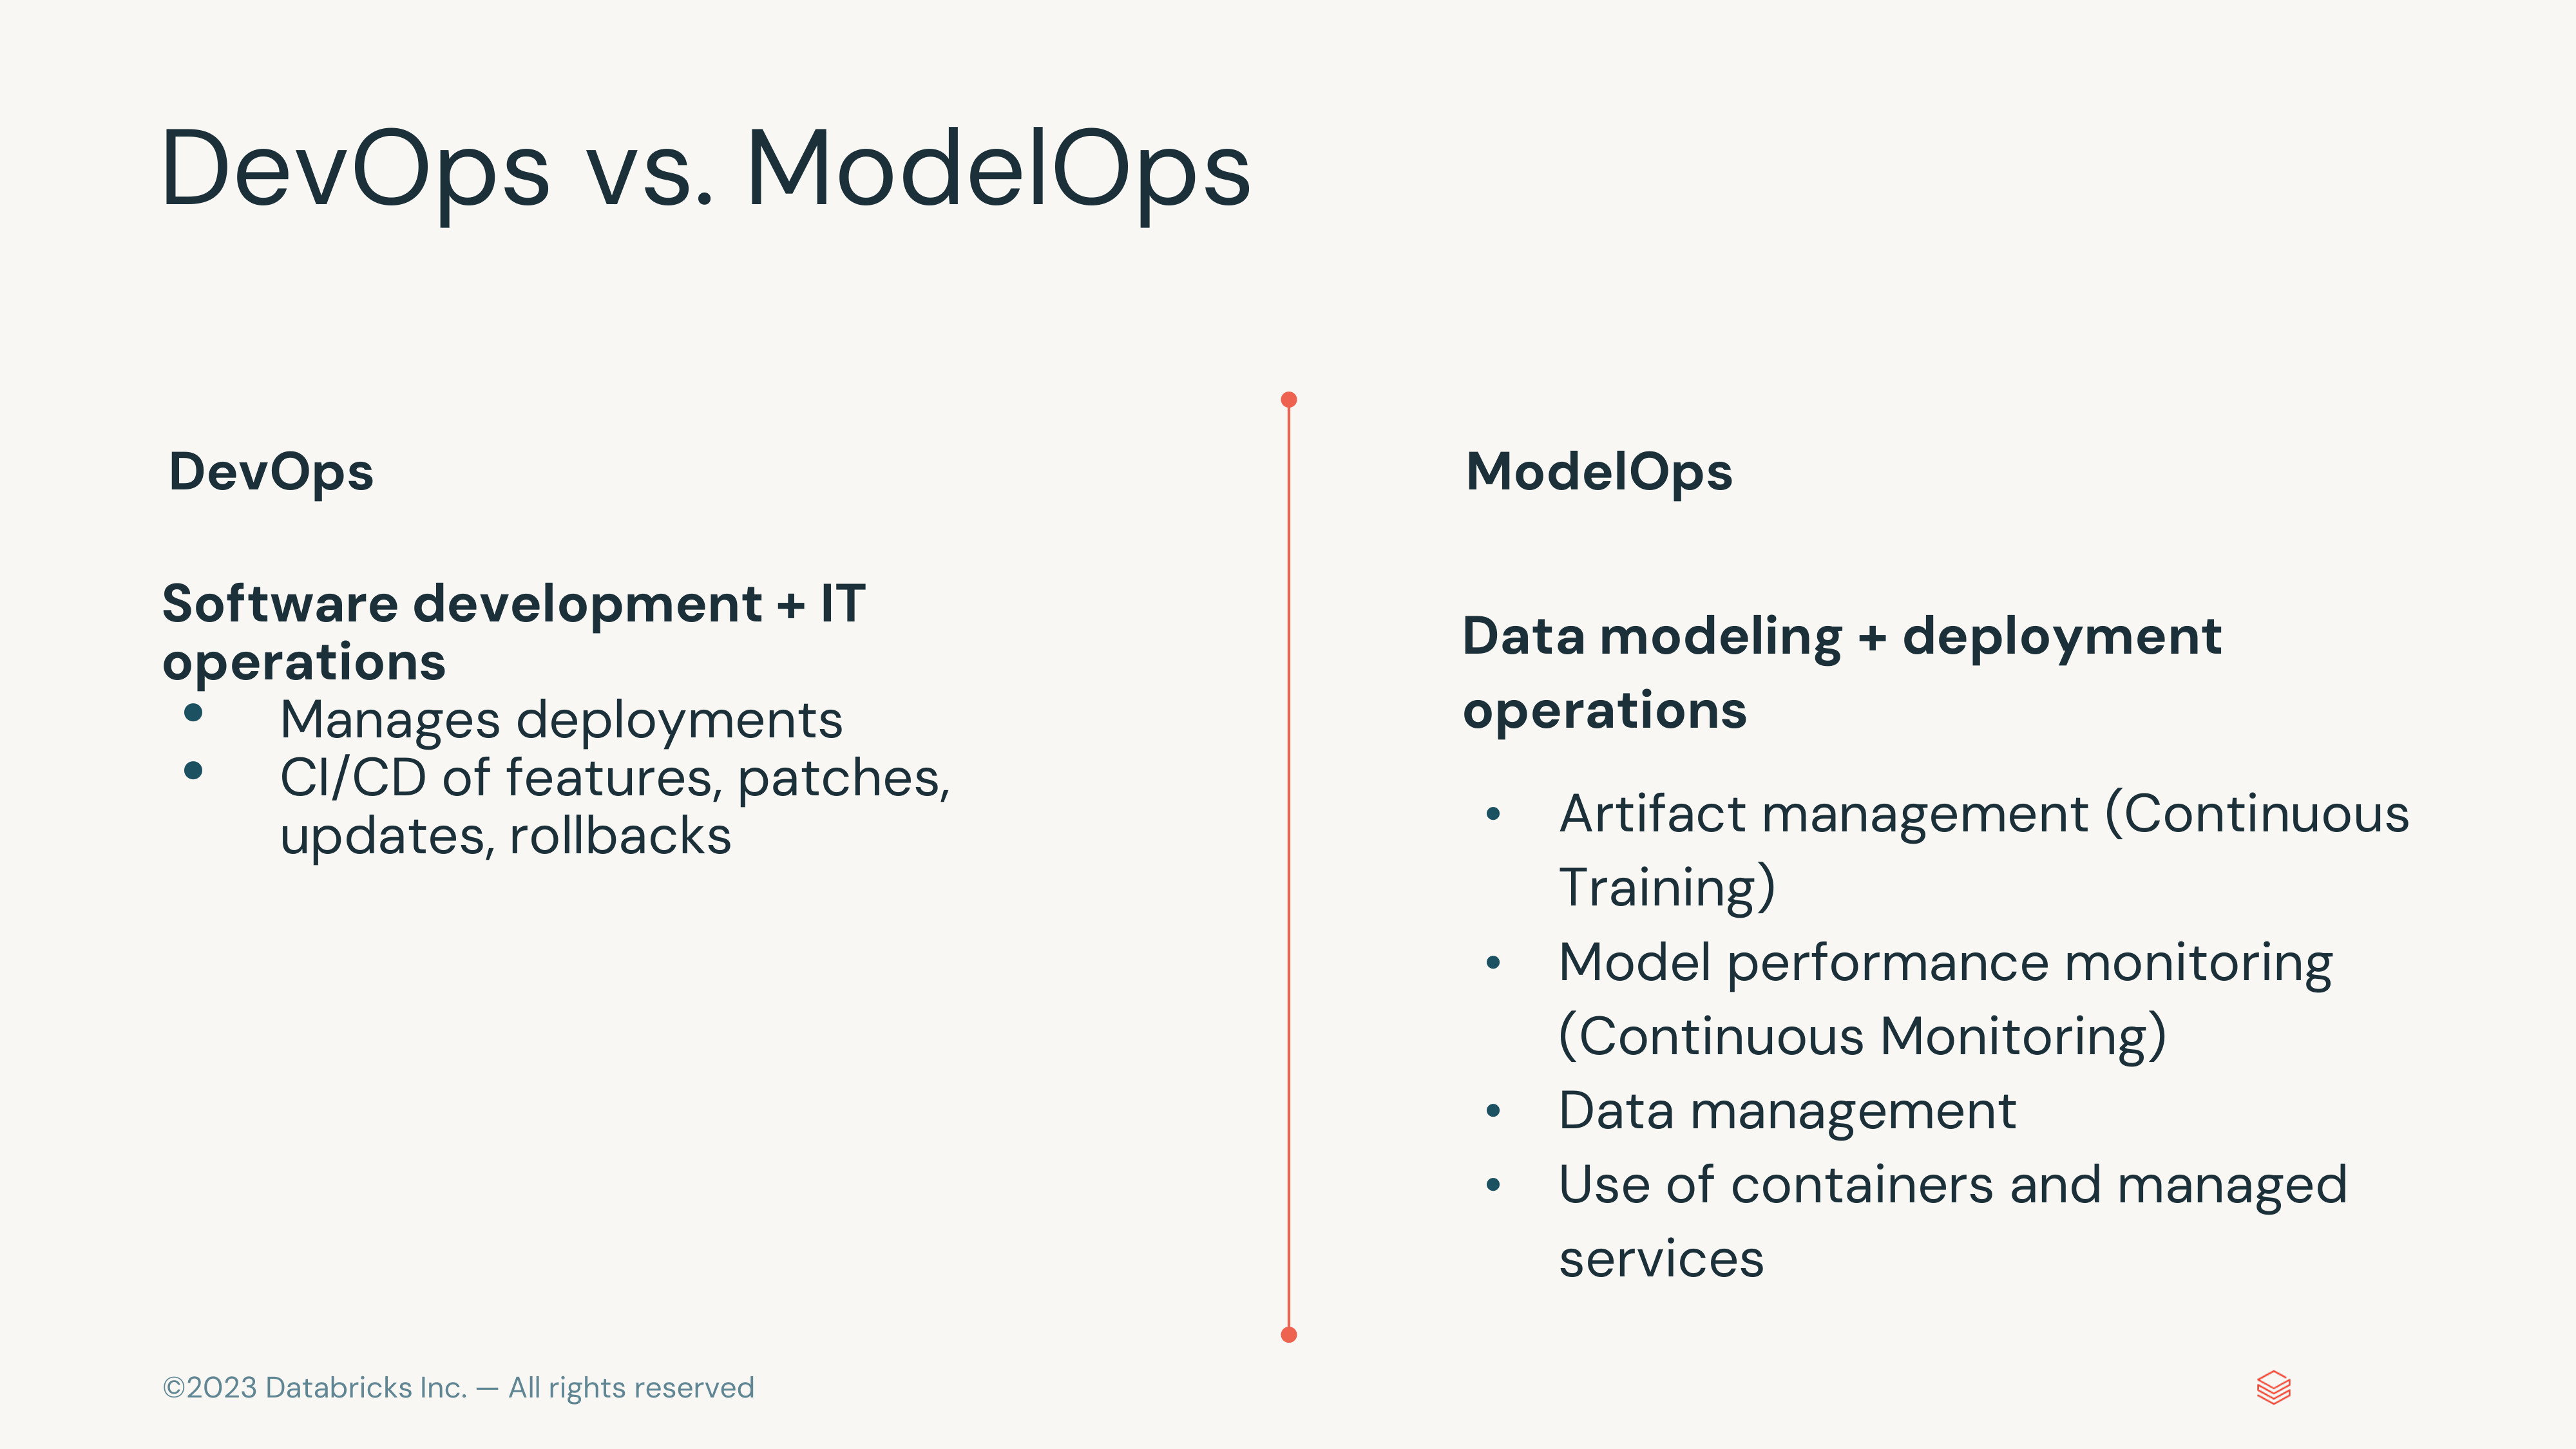 DevOps vs. ModelOps
DevOps
Software development + IT
operations
• Manages deployments
• CI/CD of features, patches,
updates, rollbacks
ModelOps
Data modeling + deployment
operations
• Artifact management (Continuous
Training)
• Model performance monitoring
(Continuous Monitoring)
• Data management
• Use of containers and managed
services
©2023 Databricks Inc. — All rights reserved